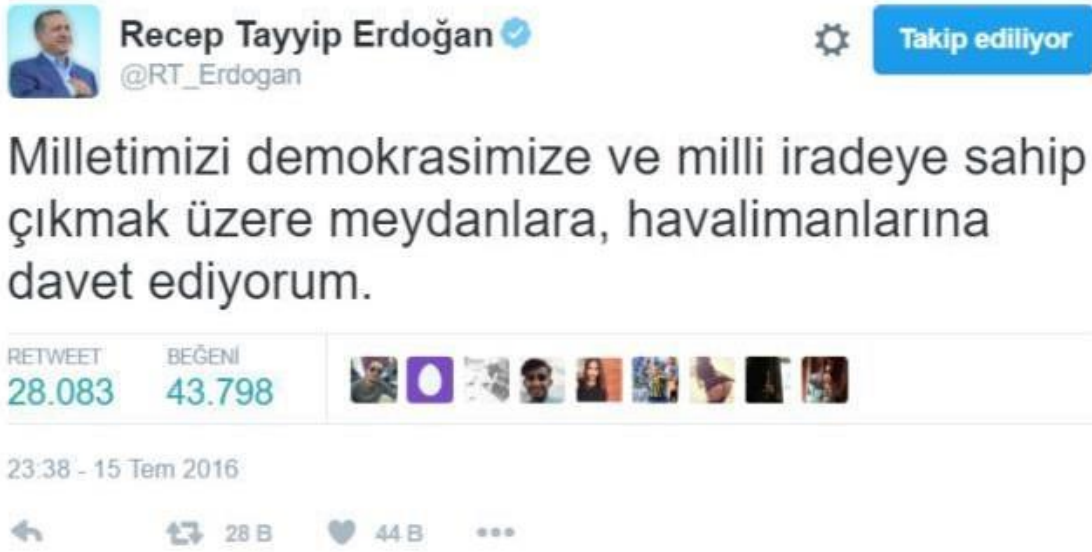 Recep Tayyip Erdoğan
Takip ediliyor
@RT_Erdogan
Milletimizi demokrasimize ve milli iradeye sahip
çıkmak üzere meydanlara, havalimanlarına
davet ediyorum.
RETWEET BEĞENİ
28.083 43.798
23:38 - 15 Tem 2016
28 B 44 B